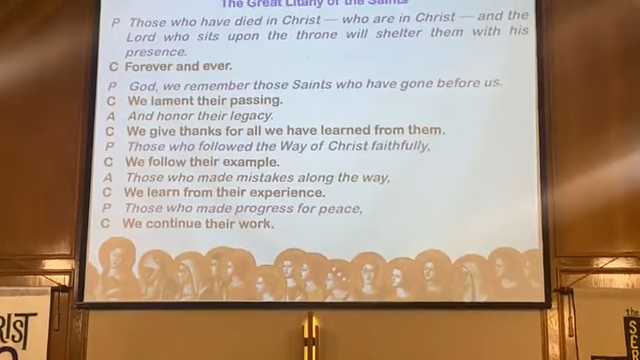 The Great Litany of the Saints
P Those who have died in Christ — who are in Christ — and the
Lord who sits upon the throne will shelter them with his
presence.
C Forever and ever.
P God, we remember those Saints who have gone before us.
C We lament their passing.
A And honor their legacy.
C We give thanks for all we have learned from them.
P Those who followed the Way of Christ faithfully,
C We follow their example.
A Those who made mistakes along the way,
C We learn from their experience.
P Those who made progress for peace,
C We continue their work.
RIST
the